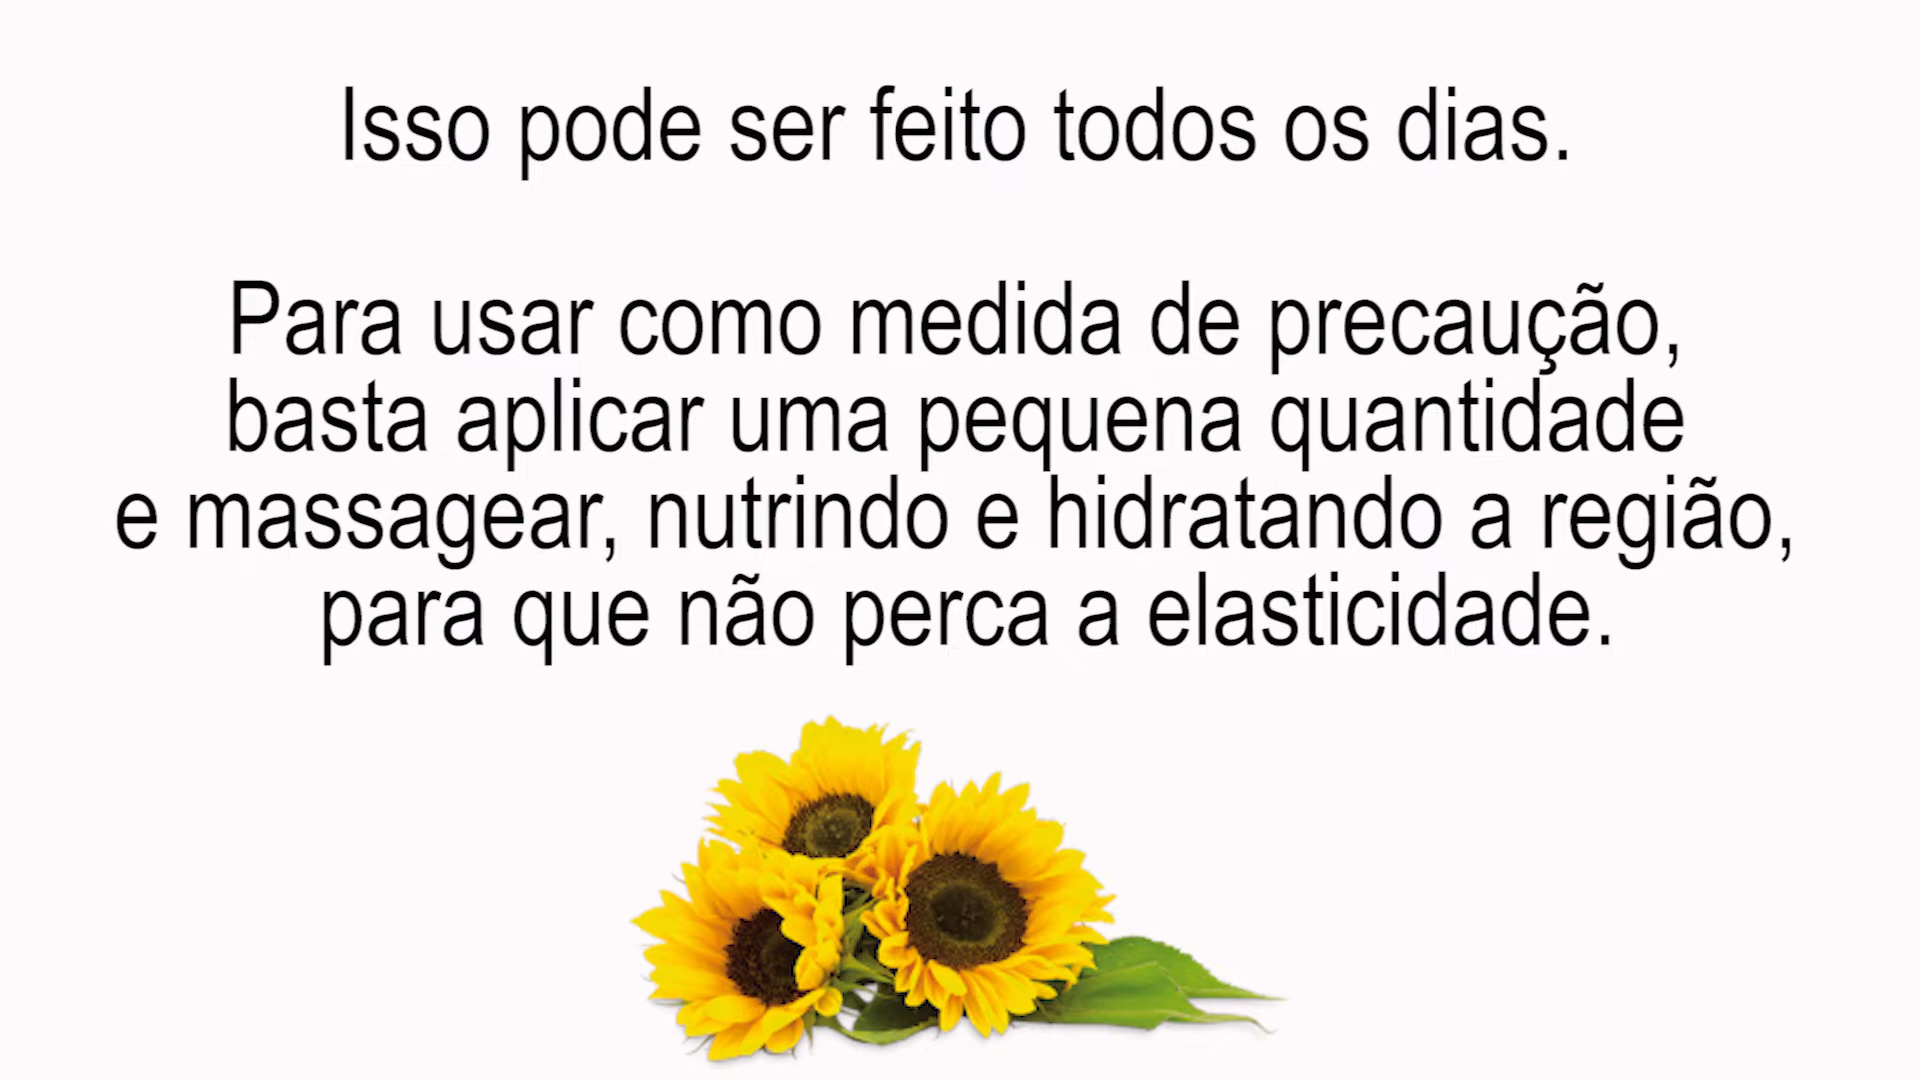 Isso pode ser feito todos os dias.
Para usar como medida de precaução,
basta aplicar uma pequena quantidade
e massagear, nutrindo e hidratando a região,
para que não perca a elasticidade.